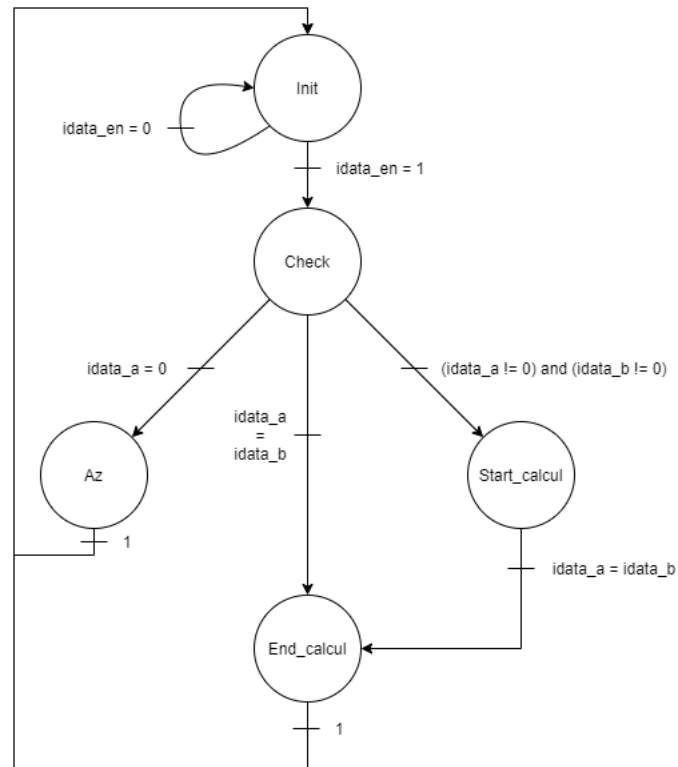 Init
idata_en = 0
idata_en = 1
Check
idata_a = 0
(idata_a != 0) and (idata_b != 0)
idata_a
=
idata_b
Az
Start_calcul
1
idata_a = idata_b
End_calcul
1